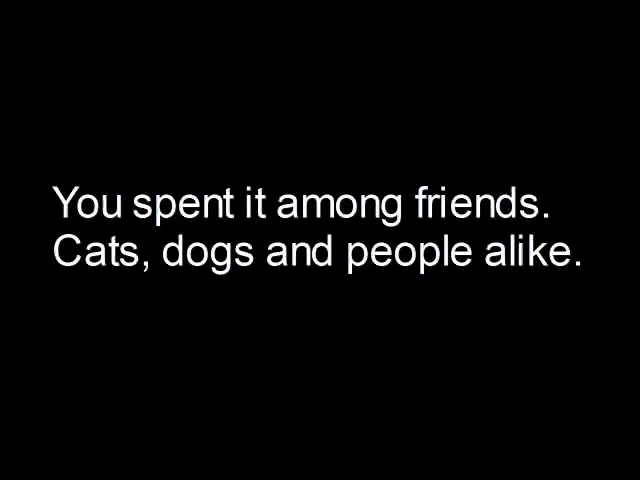 You spent it among friends.
Cats, dogs and people alike.